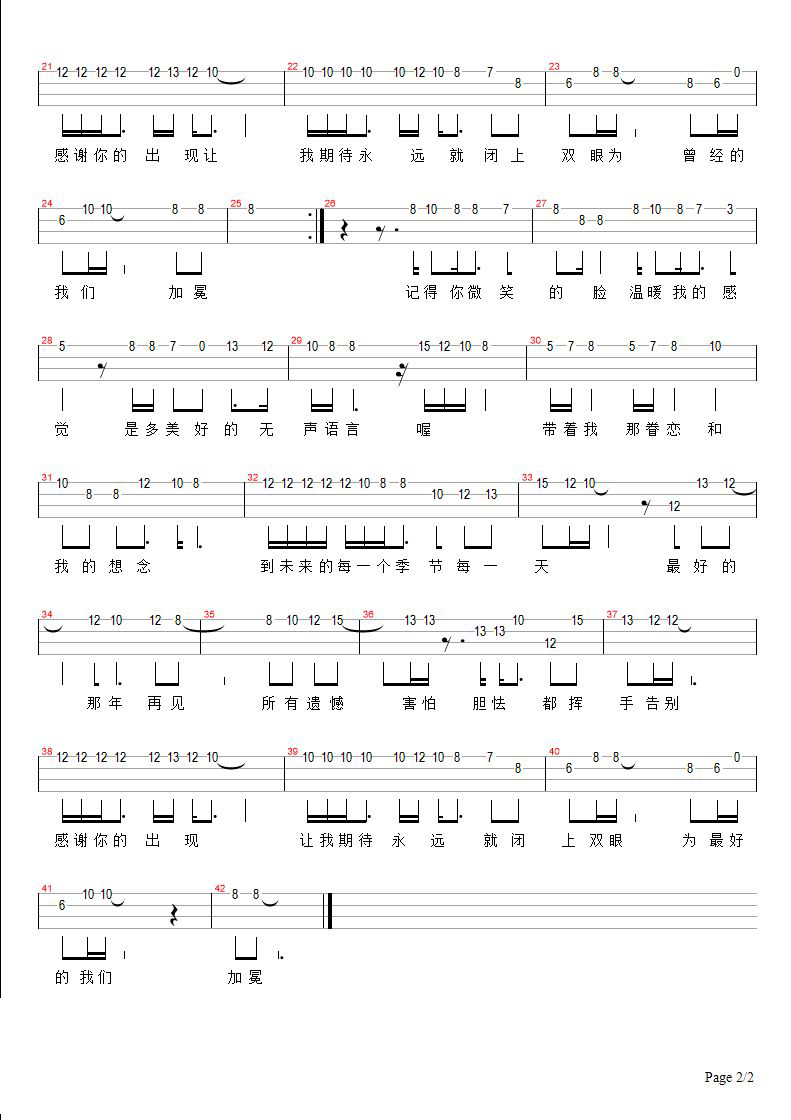 21 12 12 12 12 12 13 12 10 22 10 10 10 10 10 12 10 8 7 8 23 6 8 8 8 6 0
感谢你的出现让 我期待永远就闭上双眼为 曾经的
24 6 10 10 8 8 25 8 26 8 10 8 8 7 27 8 8 8 8 10 8 7 3
我们 加冕 记得你微笑的脸 温暖我的感
28 5 8 8 7 0 13 12 29 10 8 8 15 12 10 8 30 5 7 8 5 7 8 10
觉 是多美好的无声语言 喔 带着我那眷恋和
31 10 8 8 12 10 8 32 12 12 12 12 12 10 8 8 10 12 13 33 15 12 10 12 13 12
我的想念 到未来的每一个季节每一天 最好的
34 12 10 12 8 35 8 10 12 15 36 13 13 13 13 10 12 15 37 13 12 12
那年再见 所有遗憾 害怕胆怯都挥手告别
38 12 12 12 12 12 13 12 10 39 10 10 10 10 10 12 10 8 7 8 40 6 8 8 8 6 0
感谢你的出现 让我期待永远就闭上双眼 为最好
41 6 10 10 42 8 8
的我们 加冕
Page 2/2